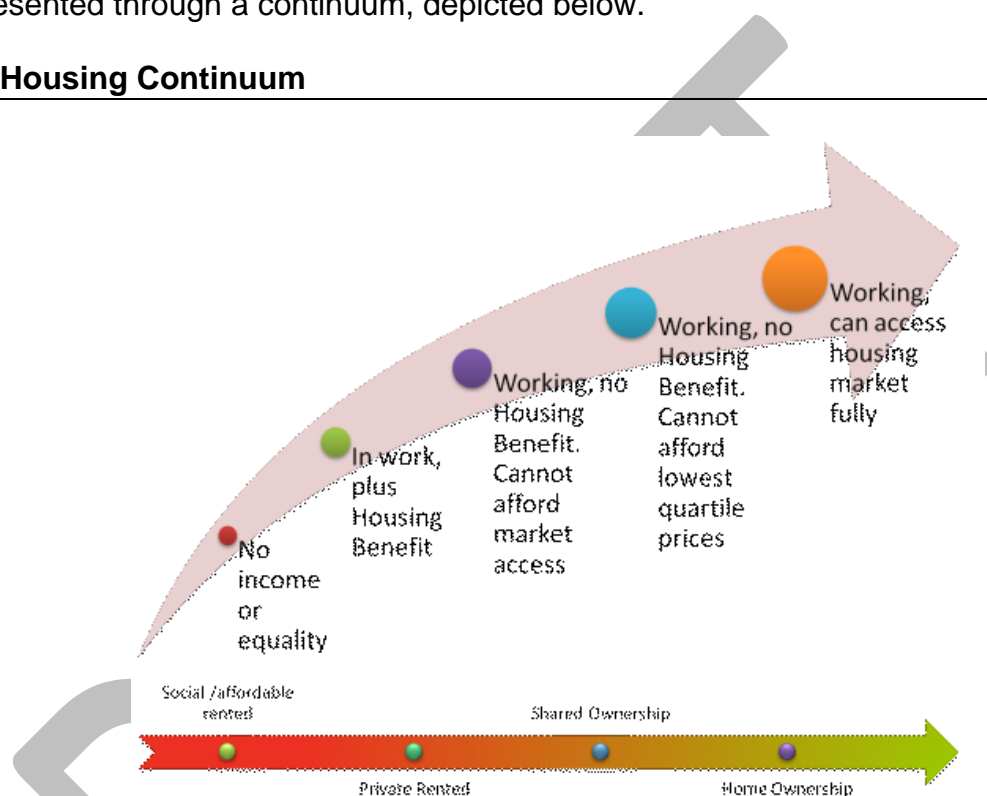 esented through a continuum, depicted below.
Housing Continuum
No
income
or
equality
In work,
plus
Housing
Benefit
Working, no
Housing
Benefit.
Cannot
afford
market
access
Working, no
Housing
Benefit.
Cannot
afford
lowest
quartile
prices
Working,
can access
housing
market
fully
Social /affordable
rented
Private Rented
Shared Ownership
Home Ownership